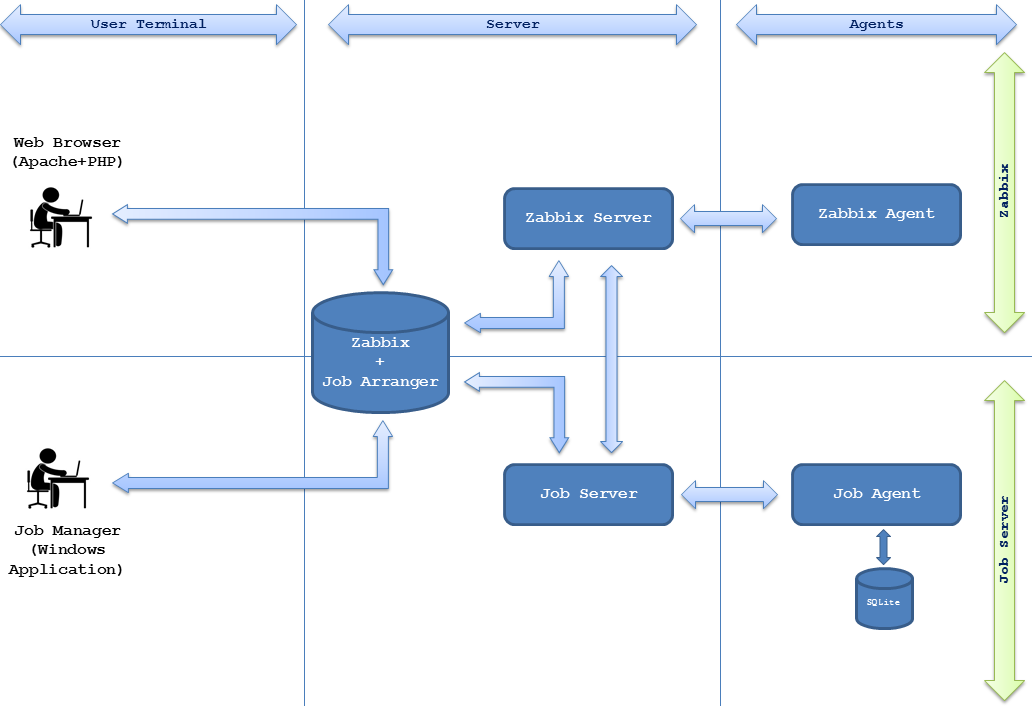 User Terminal
Server
Agents
Web Browser
(Apache+PHP)
Zabbix Server
Zabbix Agent
Zabbix
Zabbix
+
Job Arranger
Job Server
Job Agent
Job Manager
(Windows
Application)
SQLite
Job Server